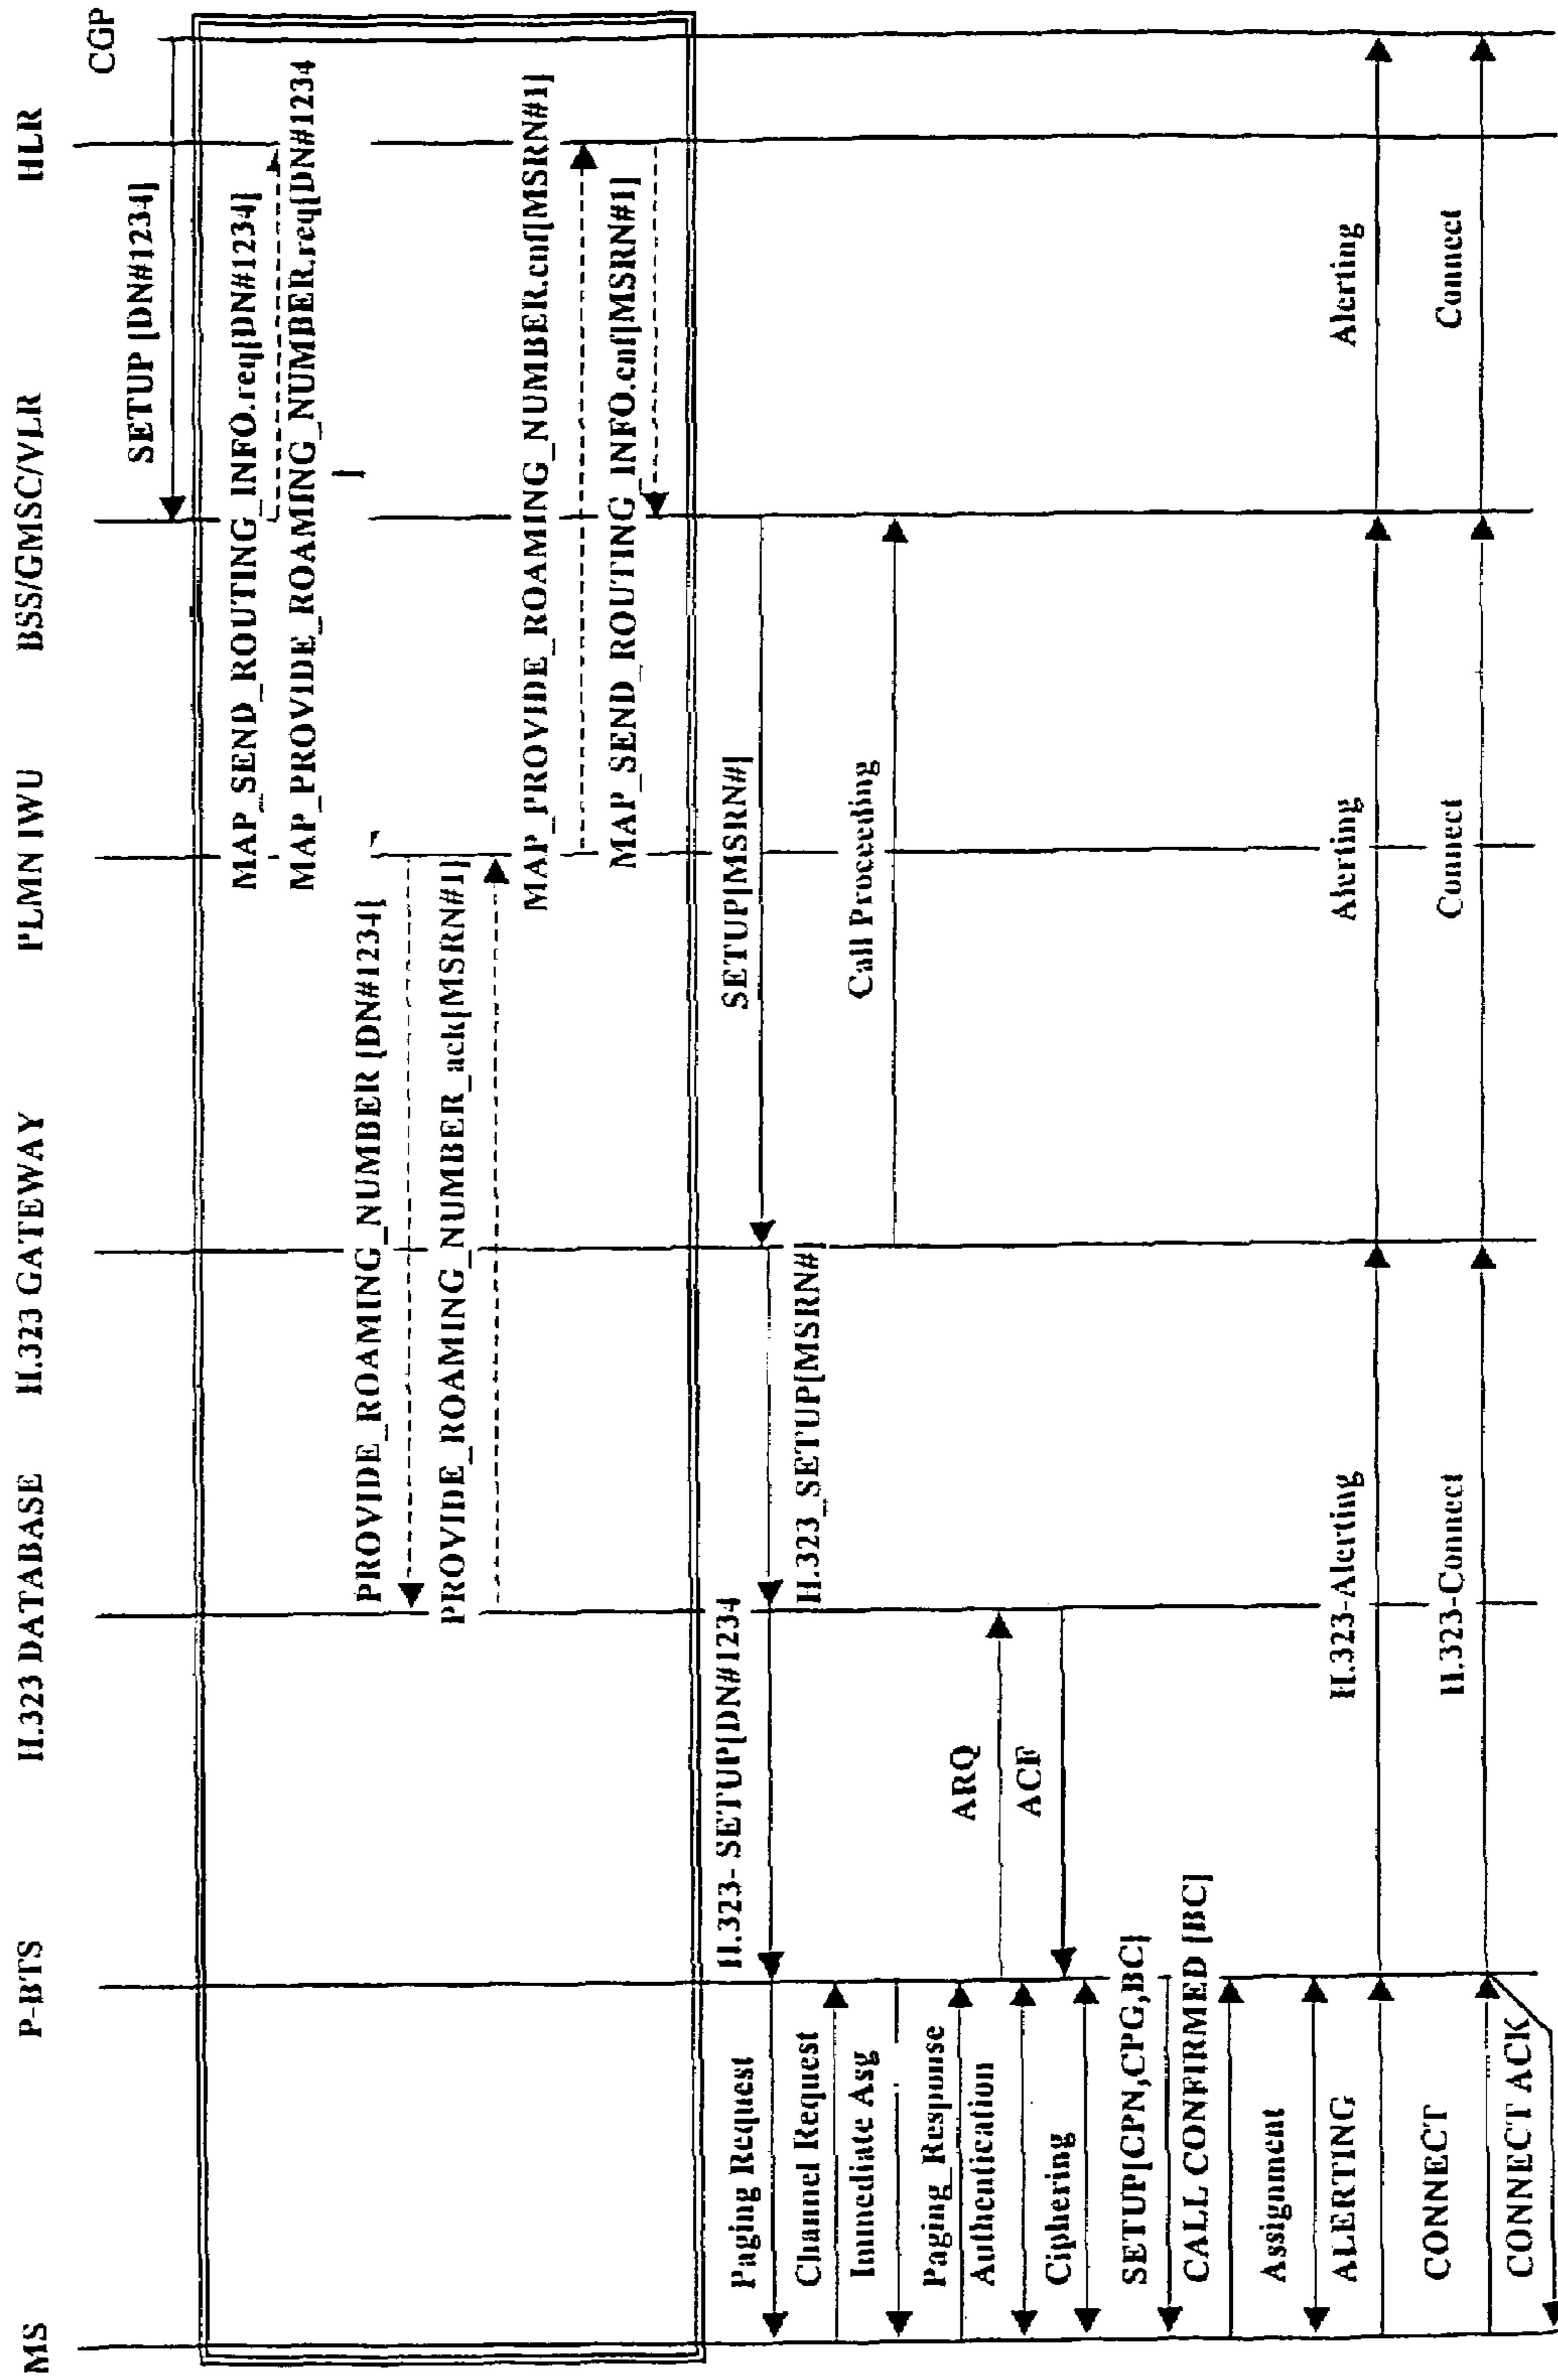 MS
P-BTS
H.323 DATABASE
H.323 GATEWAY
PLMN IWU
BSS/GMSC/VLR
HLR
CGP
SETUP [DN#1234]
MAP_SEND_ROUTING_INFO.req[DN#1234]
MAP_PROVIDE_ROAMING_NUMBER.req[DN#1234
]
PROVIDE_ROAMING_NUMBER [DN#1234]
PROVIDE_ROAMING_NUMBER_ack[MSRN#1]
MAP_PROVIDE_ROAMING_NUMBER.cnf[MSRN#1]
MAP_SEND_ROUTING_INFO.cnf[MSRN#1]
SETUP[MSRN#]
H.323_SETUP[MSRN#]
H.323- SETUP[DN#1234
Paging Request
Channel Request
Call Proceeding
Immediate Asg
Paging_Response
ARQ
Authentication
ACF
Ciphering
SETUP[CPN,CPG,BC]
CALL CONFIRMED [BC]
Assignment
ALERTING
H.323-Alerting
Alerting
Alerting
CONNECT
H.323-Connect
Connect
Connect
CONNECT ACK